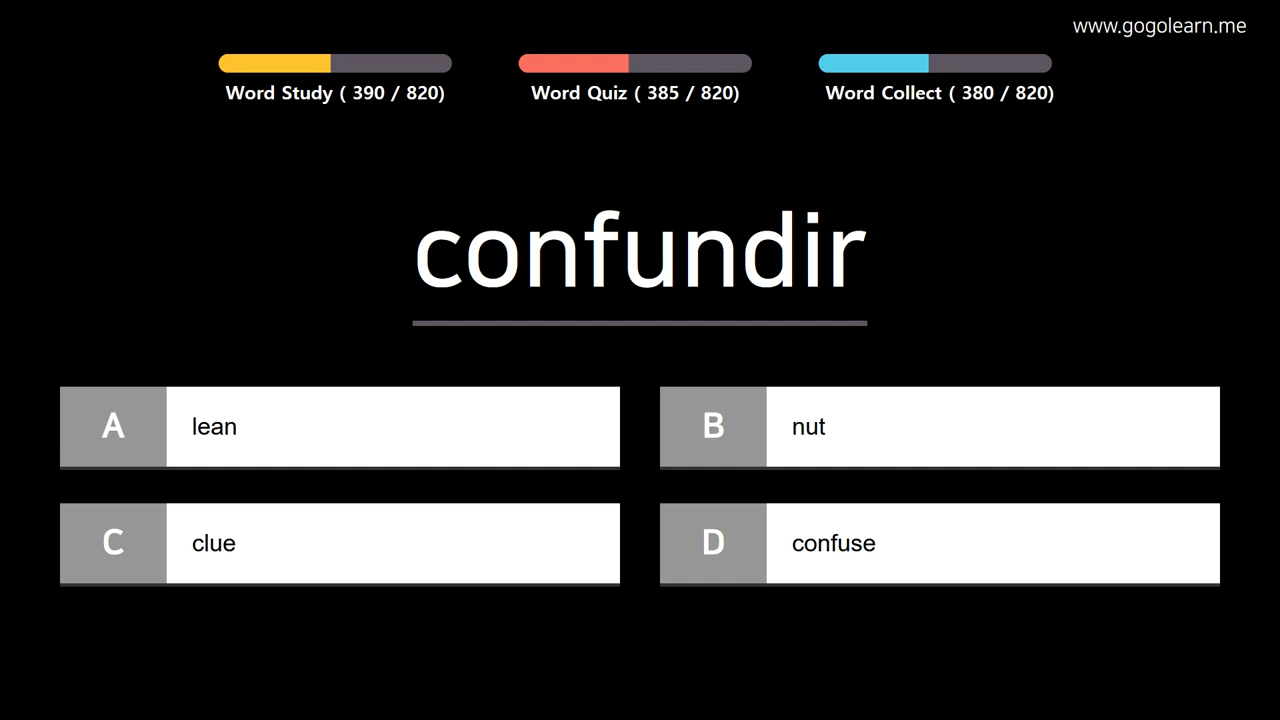 www.gogolearn.me
Word Study ( 390 / 820)
Word Quiz ( 385 / 820)
Word Collect ( 380 / 820)
confundir
A lean
B nut
C clue
D confuse